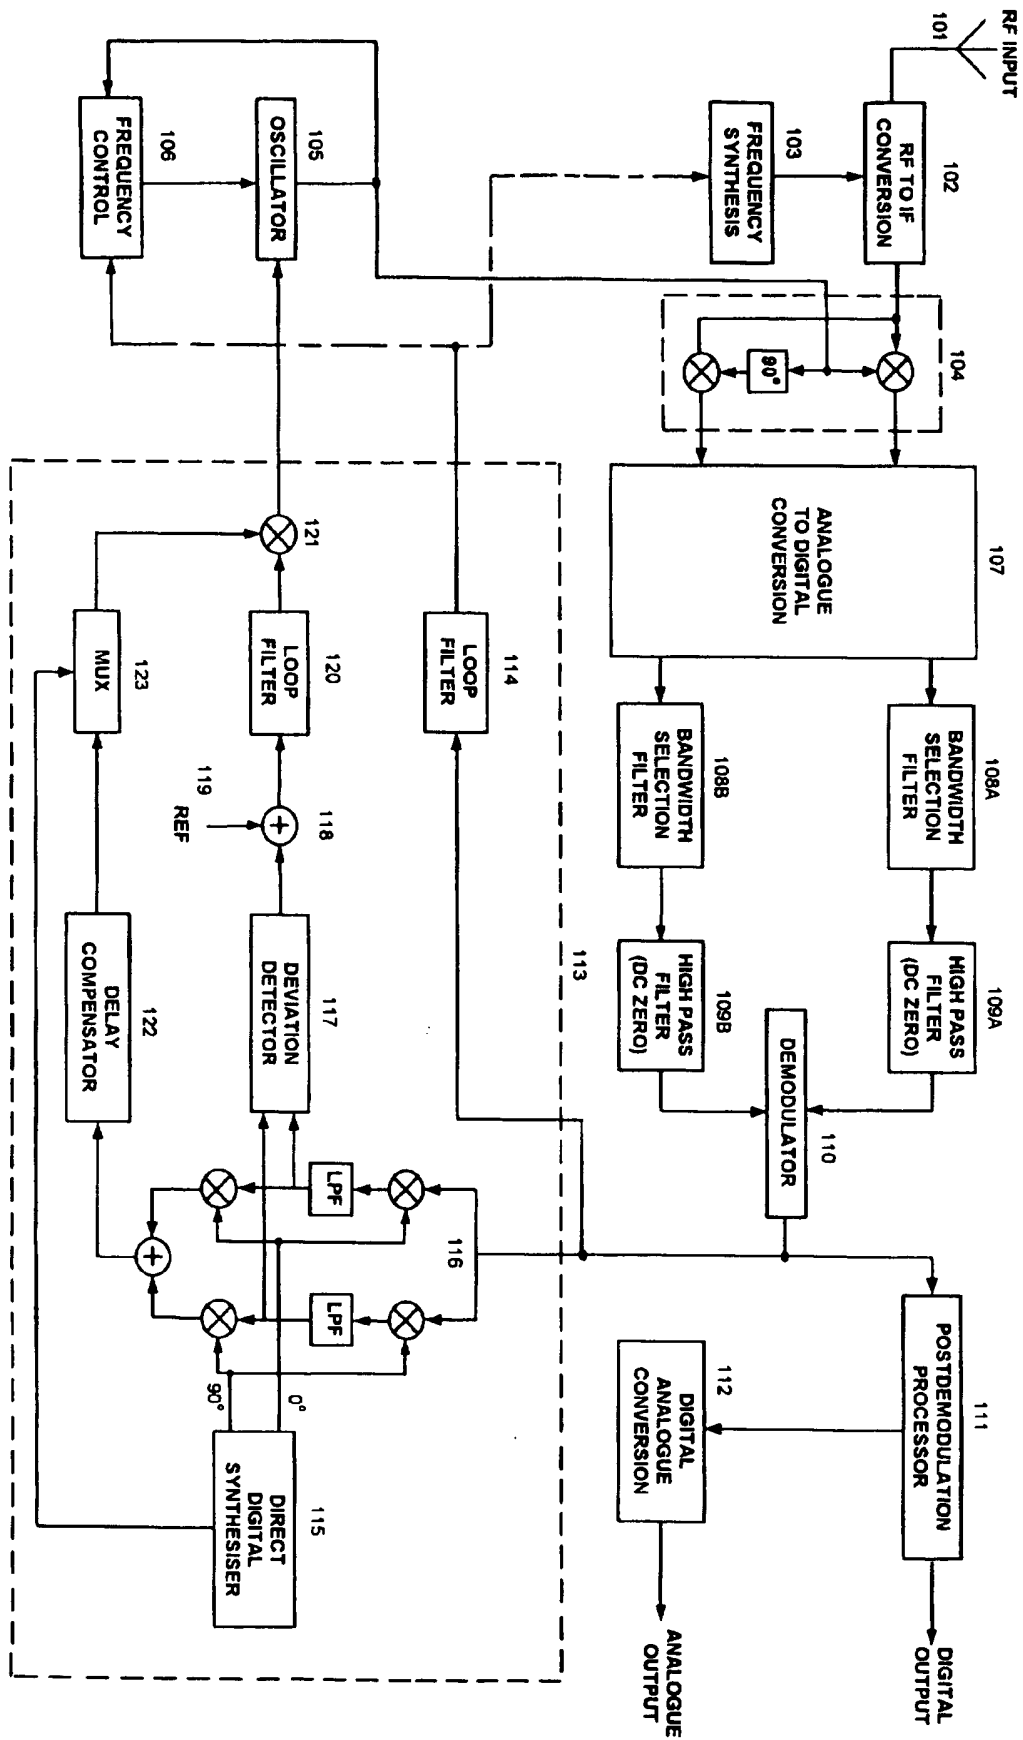 RF INPUT
101
RF TO IF
CONVERSION
102
FREQUENCY
SYNTHESIS
103
104
90°
OSCILLATOR
105
FREQUENCY
CONTROL
106
ANALOGUE
TO DIGITAL
CONVERSION
107
BANDWIDTH
SELECTION
FILTER
108A
BANDWIDTH
SELECTION
FILTER
108B
HIGH PASS
FILTER
(DC ZERO)
109A
HIGH PASS
FILTER
(DC ZERO)
109B
DEMODULATOR
110
POSTDEMODULATION
PROCESSOR
111
DIGITAL
OUTPUT
DIGITAL
ANALOGUE
CONVERSION
112
ANALOGUE
OUTPUT
113
LOOP
FILTER
114
DIRECT
DIGITAL
SYNTHESISER
115
0°
90°
116
LPF
LPF
DEVIATION
DETECTOR
117
118
119
REF
LOOP
FILTER
120
121
DELAY
COMPENSATOR
122
MUX
123